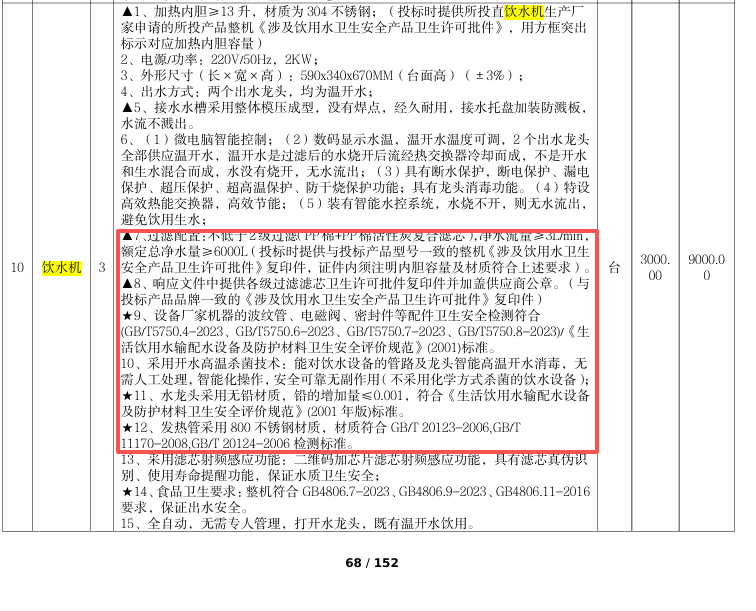 ▲1、加热内胆≥13 升，材质为 304 不锈钢；（投标时提供所投直饮水机生产厂
家申请的所投产品整机《涉及饮用水卫生安全产品卫生许可批件》，用方框突出
标示对应加热内胆容量）
2、电源/功率：220V/50Hz，2KW；
3、外形尺寸（长×宽×高）：590x340x670MM（台面高）（±3%）；
4、出水方式：两个出水龙头，均为温开水；
▲5、接水水槽采用整体模压成型，没有焊点，经久耐用，接水托盘加装防溅板，
水流不溅出。
6、（1）微电脑智能控制；（2）数码显示水温，温开水温度可调，2 个出水龙头
全部供应温开水，温开水是过滤后的水烧开后流经热交换器冷却而成，不是开水
和生水混合而成，水没有烧开，无水流出；（3）具有断水保护，断电保护、漏电
保护、超压保护、超高温保护、防干烧保护功能；具有龙头消毒功能。（4）特设
高效热能交换器，高效节能；（5）装有智能水控系统，水烧不开，则无水流出，
避免饮用生水；
▲7、过滤配置：不低于 2 级过滤（PP 棉+PP 棉活性炭复合滤芯），净水流量≥3L/min，
额定总净水量≥6000L（投标时提供与投标产品型号一致的整机《涉及饮用水卫生
安全产品卫生许可批件》复印件，证件内须注明内胆容量及材质符合上述要求）。
▲8、响应文件中提供各级过滤滤芯卫生许可批件复印件并加盖供应商公章。（与
投标产品品牌一致的《涉及饮用水卫生安全产品卫生许可批件》复印件）
★9、设备厂家机器的波纹管、电磁阀、密封件等配件卫生安全检测符合
(GB/T5750.4-2023、GB/T5750.6-2023、GB/T5750.7-2023、GB/T5750.8-2023)/《生
活饮用水输配水设备及防护材料卫生安全评价规范》(2001)标准。
10、采用开水高温杀菌技术：能对饮水设备的管路及龙头智能高温开水消毒，无
需人工处理，智能化操作，安全可靠无副作用（不采用化学方式杀菌的饮水设备）；
★11、水龙头采用无铅材质，铅的增加量≤0.001，符合《生活饮用水输配水设备
及防护材料卫生安全评价规范》(2001 年版)标准。
★12、发热管采用 800 不锈钢材质，材质符合 GB/T 20123-2006,GB/T
11170-2008,GB/T 20124-2006 检测标准。
13、采用滤芯射频感应功能：二维码加芯片滤芯射频感应功能，具有滤芯真伪识
别、使用寿命提醒功能，保证水质卫生安全；
★14、食品卫生要求：整机符合 GB4806.7-2023、GB4806.9-2023、GB4806.11-2016
要求，保证出水安全。
15、全自动，无需专人管理，打开水龙头，既有温开水饮用。
10
饮水机
3
台
3000.
00
9000.0
0
68 / 152